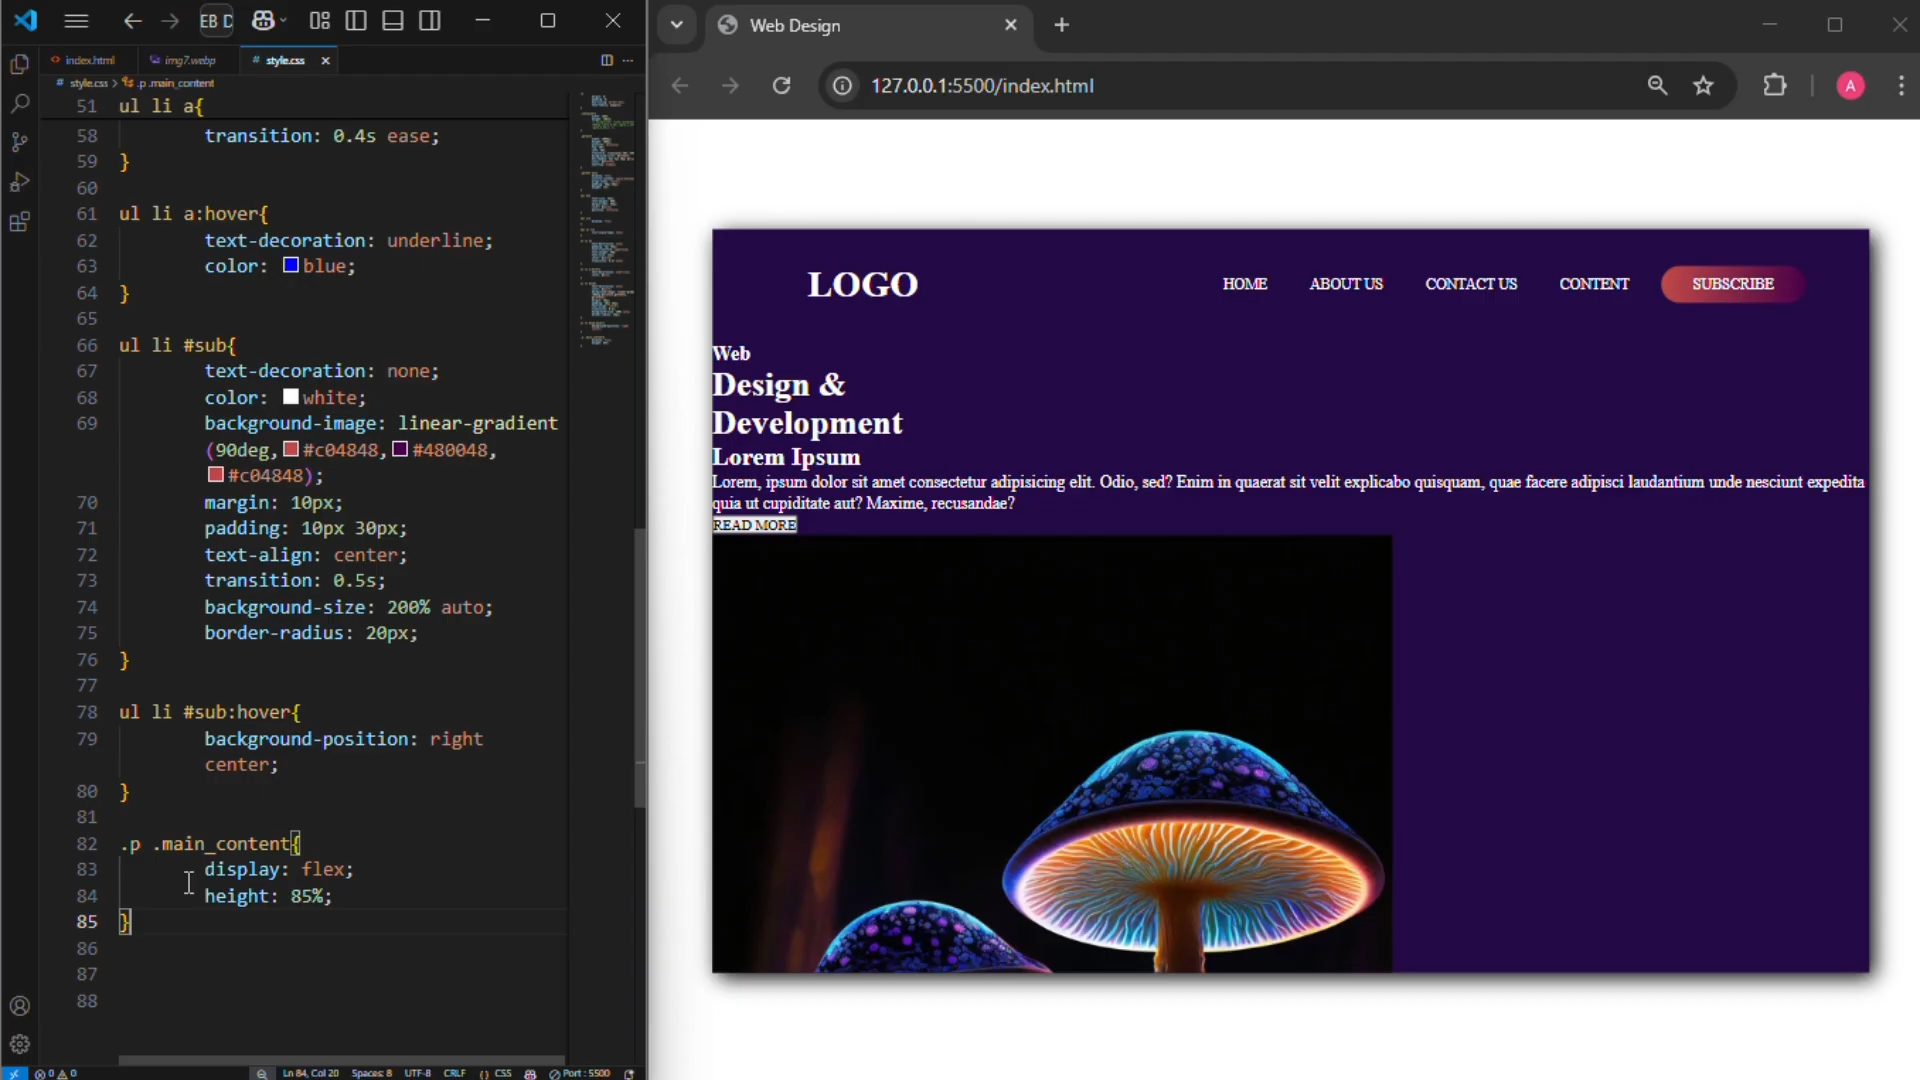 EB D
index.html
img7.webp
# style.css
# style.css > .p .main_content
51 ul li a{
58 transition: 0.4s ease;
59 }
60
61 ul li a:hover{
62 text-decoration: underline;
63 color: blue;
64 }
65
66 ul li #sub{
67 text-decoration: none;
68 color: white;
69 background-image: linear-gradient
(90deg, #c04848, #480048,
#c04848);
70 margin: 10px;
71 padding: 10px 30px;
72 text-align: center;
73 transition: 0.5s;
74 background-size: 200% auto;
75 border-radius: 20px;
76 }
77
78 ul li #sub:hover{
79 background-position: right
center;
80 }
81
82 .p .main_content{
83 display: flex;
84 height: 85%;
85 }
86
87
88
0 0
Ln 84, Col 20 Spaces: 8 UTF-8 CRLF {} CSS Port : 5500
Web Design
127.0.0.1:5500/index.html
A
LOGO
HOME ABOUT US CONTACT US CONTENT SUBSCRIBE
Web
Design &
Development
Lorem Ipsum
Lorem, ipsum dolor sit amet consectetur adipisicing elit. Odio, sed? Enim in quaerat sit velit explicabo quisquam, quae facere adipisci laudantium unde nesciunt expedita
quia ut cupiditate aut? Maxime, recusandae?
READ MORE